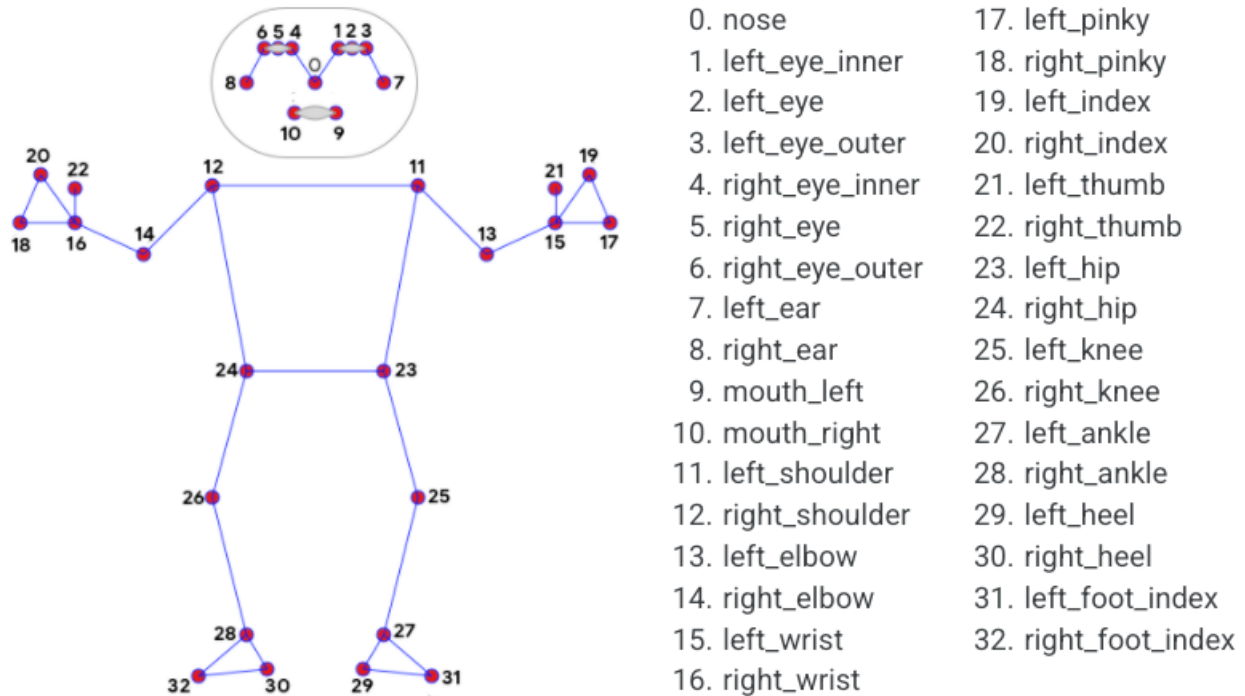 6 5 4 1 2 3
0
8 7
10 9
20 22 12 11 21 19
18 16 14 13 15 17
24 23
26 25
28 27
32 30 29 31
0. nose
1. left_eye_inner
2. left_eye
3. left_eye_outer
4. right_eye_inner
5. right_eye
6. right_eye_outer
7. left_ear
8. right_ear
9. mouth_left
10. mouth_right
11. left_shoulder
12. right_shoulder
13. left_elbow
14. right_elbow
15. left_wrist
16. right_wrist
17. left_pinky
18. right_pinky
19. left_index
20. right_index
21. left_thumb
22. right_thumb
23. left_hip
24. right_hip
25. left_knee
26. right_knee
27. left_ankle
28. right_ankle
29. left_heel
30. right_heel
31. left_foot_index
32. right_foot_index